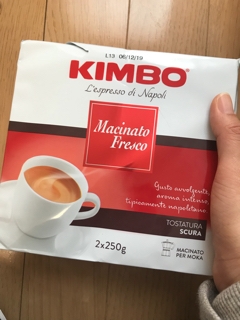 L13 06/12/19
KIMBO
L'espresso di Napoli
Macinato
Fresco
Gusto avvolgente,
aroma intenso,
tipicamente napoletano
TOSTATURA
SCURA
MACINATO
PER MOKA
2x250g